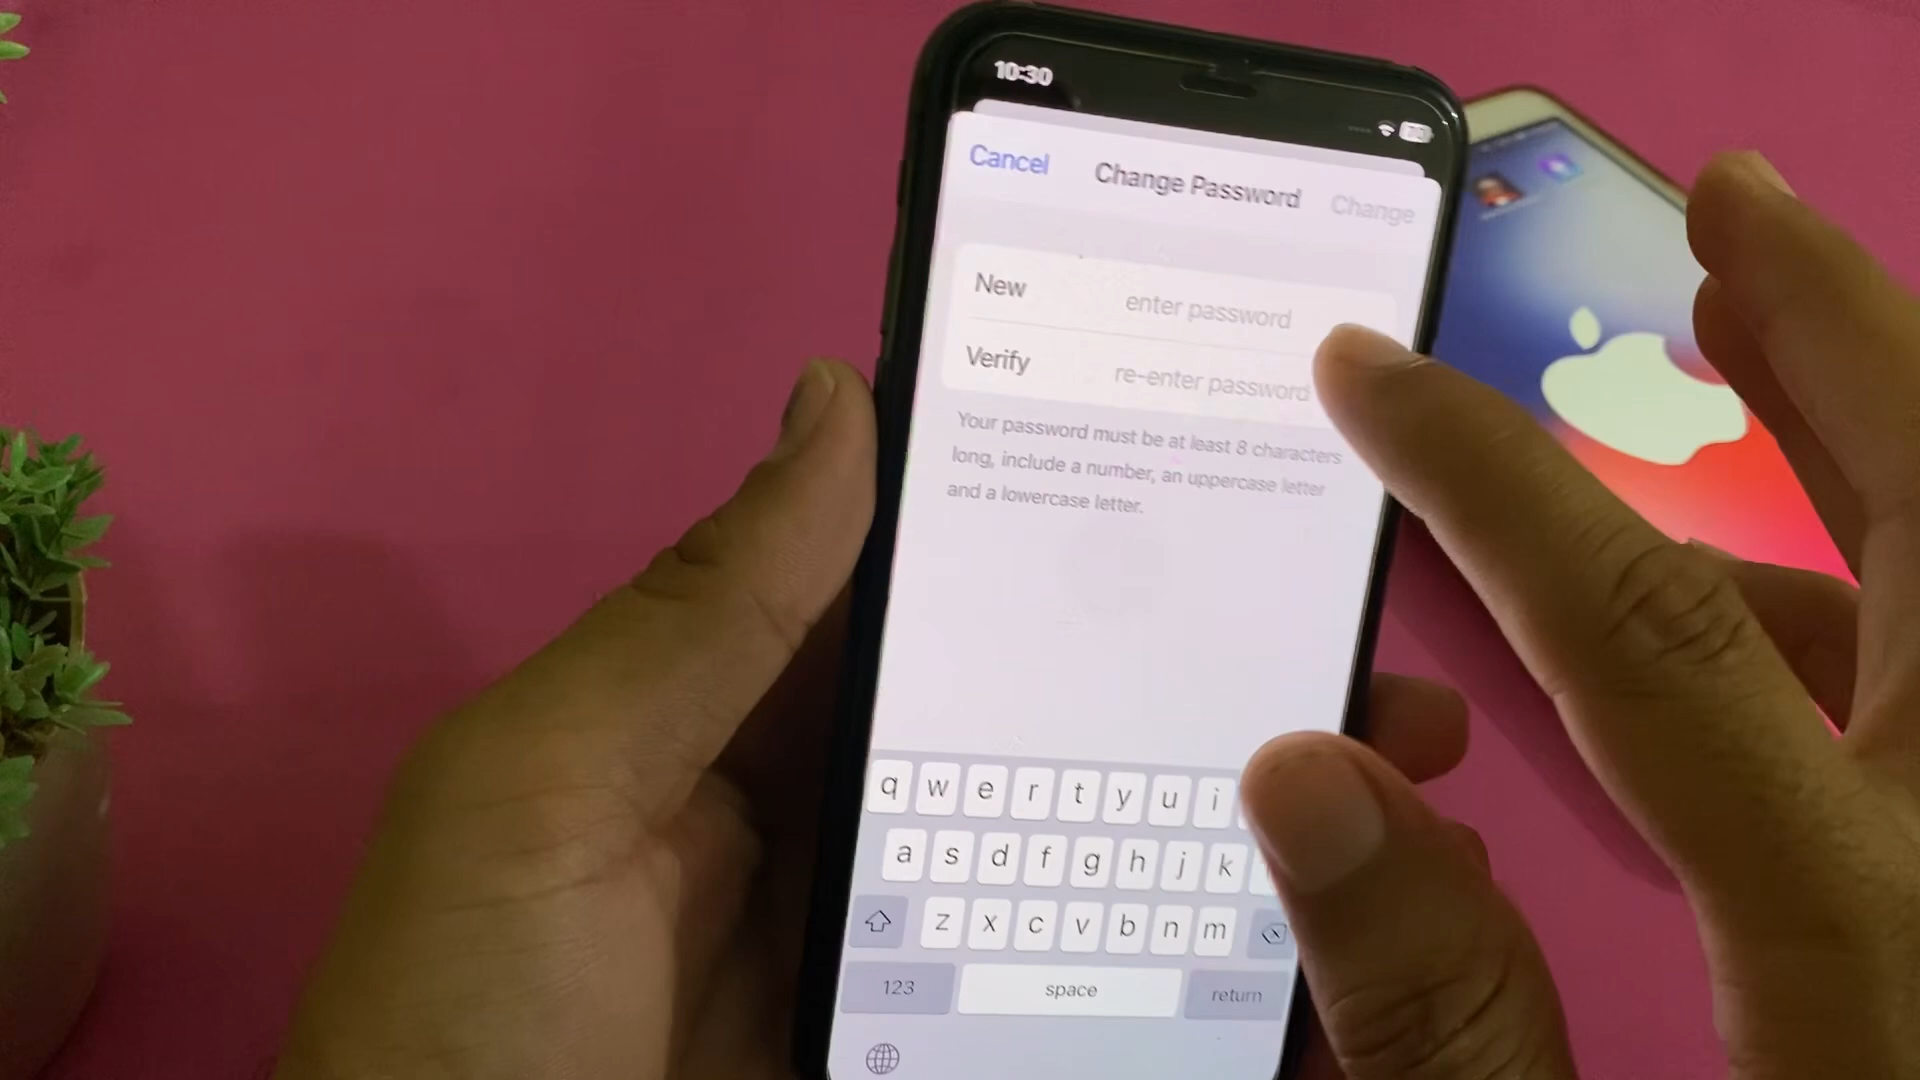 10:30
Cancel Change Password Change
New enter password
Verify re-enter password
Your password must be at least 8 characters
long, include a number, an uppercase letter
and a lowercase letter.
q w e r t y u i
a s d f g h j k
z x c v b n m
123 space return